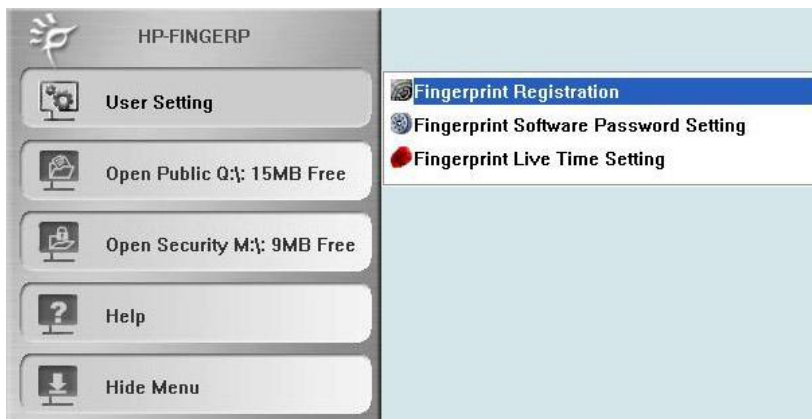 HP-FINGERP
User Setting
Fingerprint Registration
Fingerprint Software Password Setting
Fingerprint Live Time Setting
Open Public Q:\: 15MB Free
Open Security M:\: 9MB Free
Help
Hide Menu